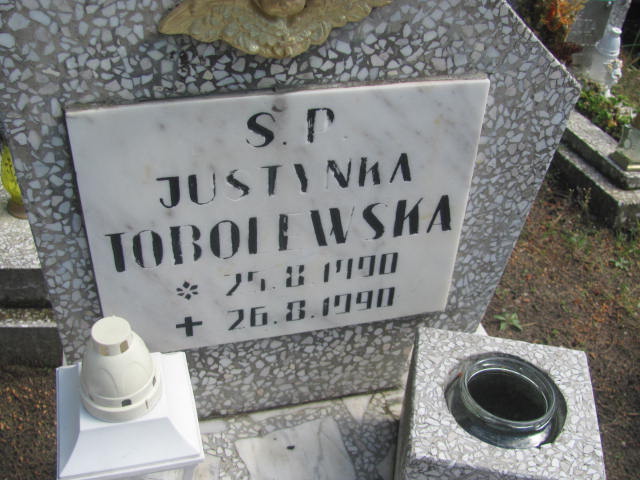 S.P.
JUSTYNKA
TOBOLEWSKA
* 25.8.1990
+ 26.8.1990